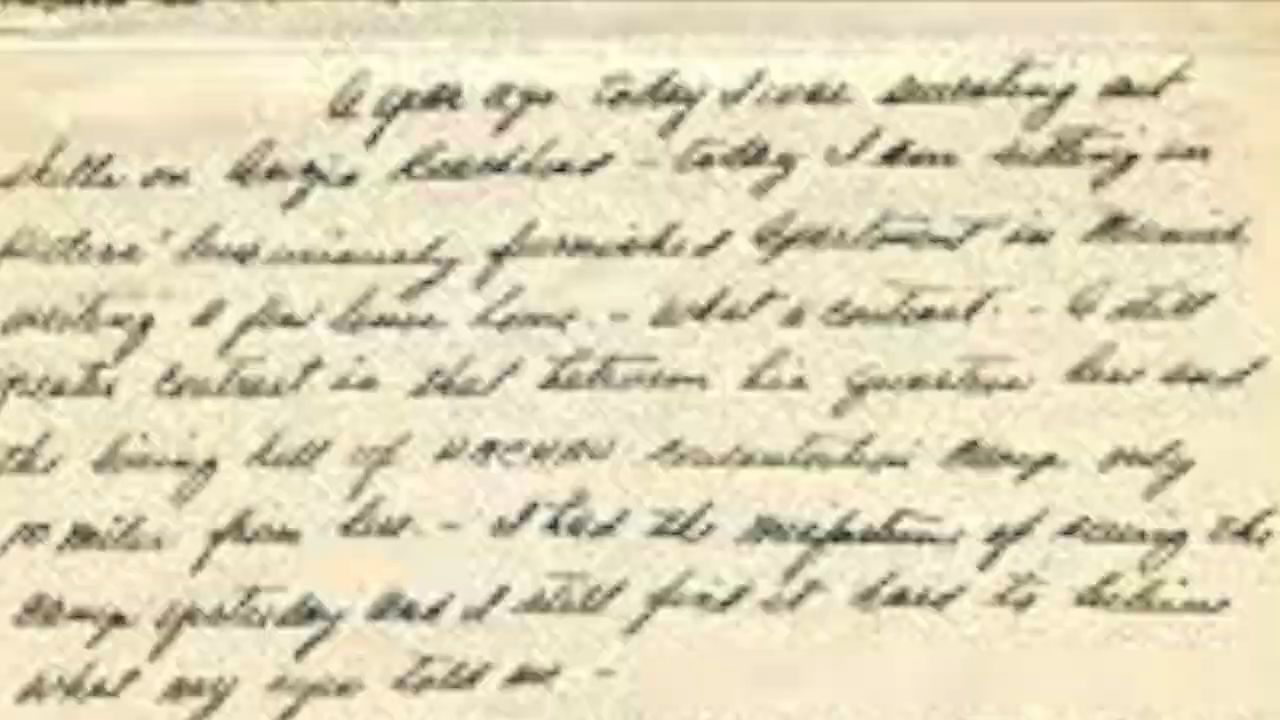 A year ago today I was sweating out
shells on Anzio Beachhead - today I am sitting in
Hitlers' luxuriously furnished apartment in Munich
writing a few lines home. - What a contrast. - A still
greater contrast is that between his quarters here and
the living hell of DACHAU concentration camp only
10 miles from here. - I had the misfortune of seeing the
camp yesterday and I still find it hard to believe
what my eyes told me. -